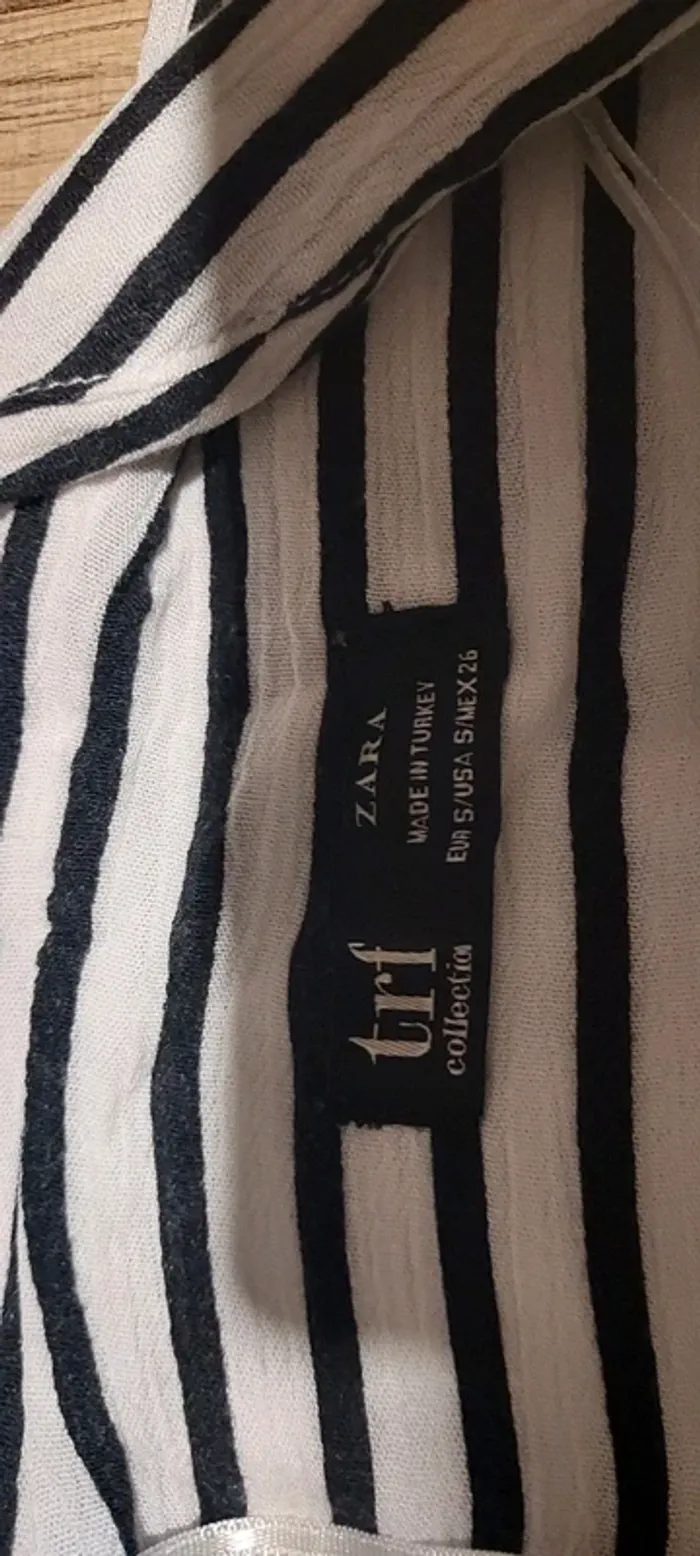 ZARA
MADE IN TURKEY
EUR S/USA S/MEX 26
trf
collection